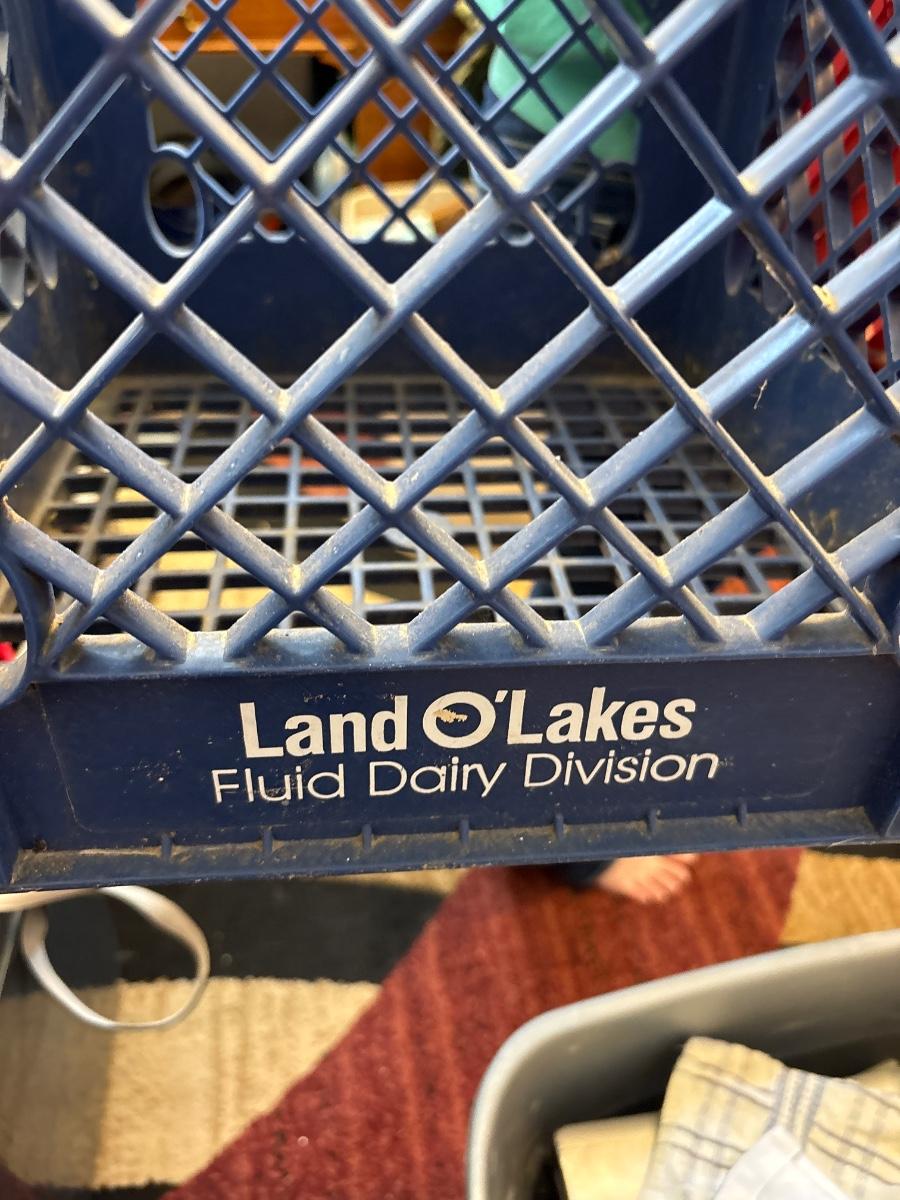 Land O'Lakes
Fluid Dairy Division